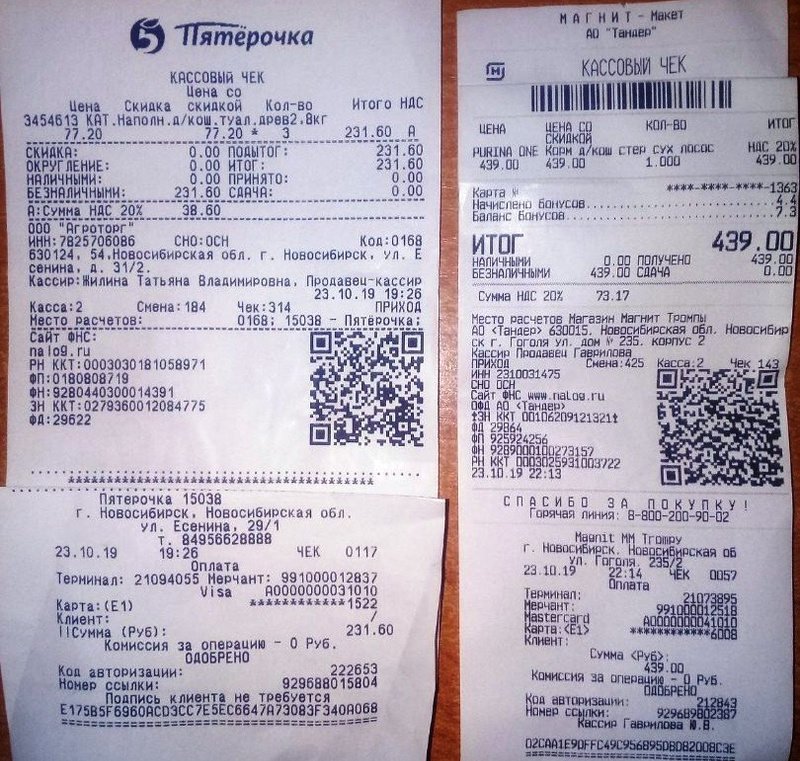 Пятёрочка
КАССОВЫЙ ЧЕК
Цена со
Цена Скидка скидкой Кол-во Итого НДС
3454613 КАТ.Наполн.д/кош.туал.древ2.8кг
77.20 77.20 * 3 231.60 А
СКИДКА: 0.00 ПОДЫТОГ: 231.60
ОКРУГЛЕНИЕ: 0.00 ИТОГ: 231.60
НАЛИЧНЫМИ: 0.00 ПРИНЯТО: 0.00
БЕЗНАЛИЧНЫМИ: 231.60 СДАЧА: 0.00
А:Сумма НДС 20% 38.60
ООО "Агроторг"
ИНН:7825706086 СНО:ОСН Код:0168
630124, 54,Новосибирская обл. г. Новосибирск, ул. Е
сенина, д. 31/2.
Кассир:Жилина Татьяна Владимировна, Продавец-кассир
23.10.19 19:26
Касса:2 Смена:184 Чек:314 ПРИХОД
Место расчетов: 0168; 15038 - Пятёрочка;
Сайт ФНС:
nalog.ru
РН ККТ:0003030181058971
ФП:0180808719
ФН:9280440300014391
ЗН ККТ:0279360012084775
ФД:29622
Пятерочка 15038
г. Новосибирск, Новосибирская обл.
ул. Есенина, 29/1
т. 84956628888
23.10.19 19:26 ЧЕК 0117
Оплата
Терминал: 21094055 Мерчант: 991000012837
Visa A0000000031010
Карта:(E1) ************1522
Клиент: /
Сумма (Руб): 231.60
Комиссия за операцию - 0 Руб.
ОДОБРЕНО
Код авторизации: 222653
Номер ссылки: 929688015804
Подпись клиента не требуется
E175B5F6960ACD3CC7E5EC6647A73083F340A068
МАГНИТ - Макет
АО "Тандер"
КАССОВЫЙ ЧЕК
ЦЕНА ЦЕНА СО КОЛ-ВО ИТОГ
СКИДКОЙ
PURINA ONE Корм д/кош стер сух лосос НДС 20%
439.00 439.00 1.000 439.00
Карта № ****-****-****-1363
Начислено Бонусов 4.4
Баланс Бонусов 7.3
ИТОГ 439.00
НАЛИЧНЫМИ 0.00 ПОЛУЧЕНО 439.00
БЕЗНАЛИЧНЫМИ 439.00 СДАЧА 0.00
Сумма НДС 20% 73.17
Место расчетов Магазин Магнит Тромпы
АО <Тандер> 630015, Новосибирская обл, Новосибир
ск г. Гоголя ул. дом № 235, корпус 2
Кассир Продавец Гаврилова
ПРИХОД Смена:425 Касса:2 Чек 143
ИНН 2310031475
СНО ОСН
Сайт ФНС www.nalog.ru
ОФД АО <Тандер>
ЗН ККТ 00106209121321
ФД 29864
ФП 925924256
ФН 9289000100273157
РН ККТ 0003025931003722
23.10.19 22:13
СПАСИБО ЗА ПОКУПКУ!
Горячая линия: 8-800-200-90-02
Magnit MM Trompy
г. Новосибирск, Новосибирская об
ул. Гоголя, 235/2
23.10.19 22:14 ЧЕК 0057
Оплата
Терминал: 21073895
Мерчант: 991000012518
Mastercard A0000000041010
Карта:<E1> ************6008
Клиент:
Сумма <Руб>:
439.00
Комиссия за операцию - 0 Руб.
ОДОБРЕНО
Код авторизации: 212843
Номер ссылки: 929689802387
Кассир Гаврилова Ю.В.
02CAA1E9DFFC49C956B95DBD82008C3E